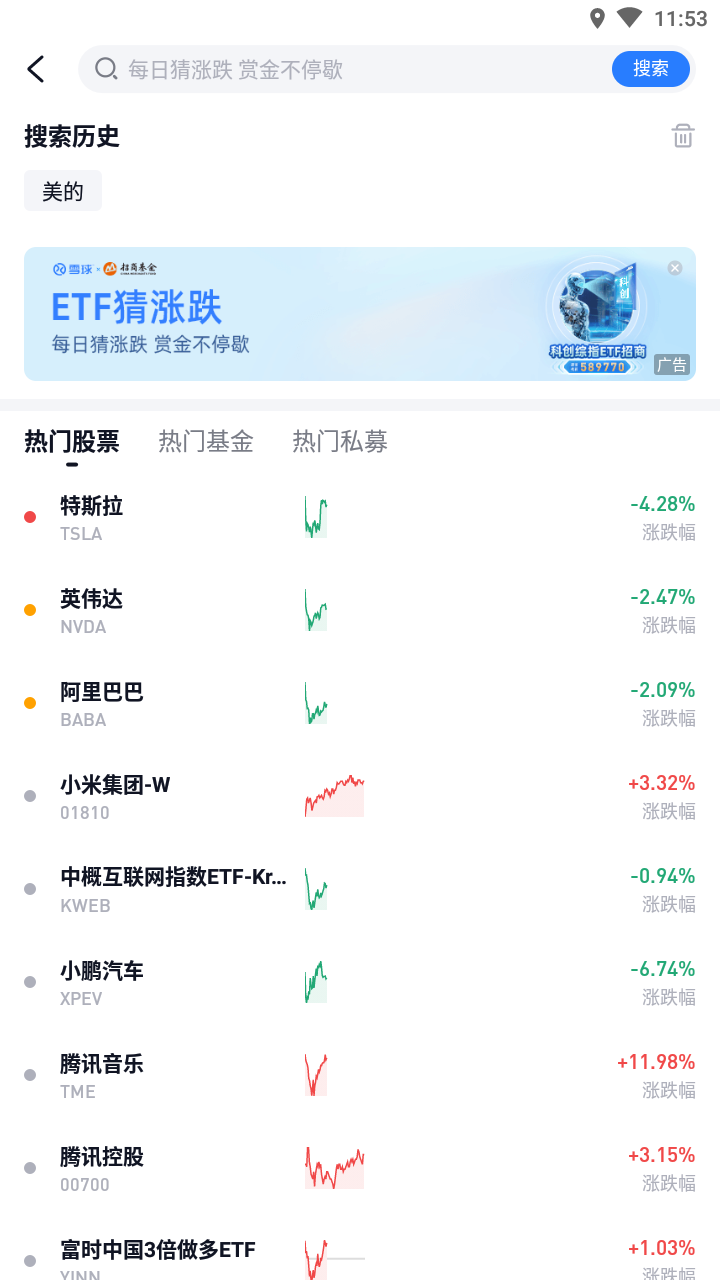 11:53
每日猜涨跌 赏金不停歇
搜索
搜索历史
美的
雪球 × 招商基金
ETF猜涨跌
每日猜涨跌 赏金不停歇
科创
科创综指ETF招商
589770
广告
热门股票 热门基金 热门私募
特斯拉 -4.28%
TSLA 涨跌幅
英伟达 -2.47%
NVDA 涨跌幅
阿里巴巴 -2.09%
BABA 涨跌幅
小米集团-W +3.32%
01810 涨跌幅
中概互联网指数ETF-Kr... -0.94%
KWEB 涨跌幅
小鹏汽车 -6.74%
XPEV 涨跌幅
腾讯音乐 +11.98%
TME 涨跌幅
腾讯控股 +3.15%
00700 涨跌幅
富时中国3倍做多ETF +1.03%
YINN 涨跌幅